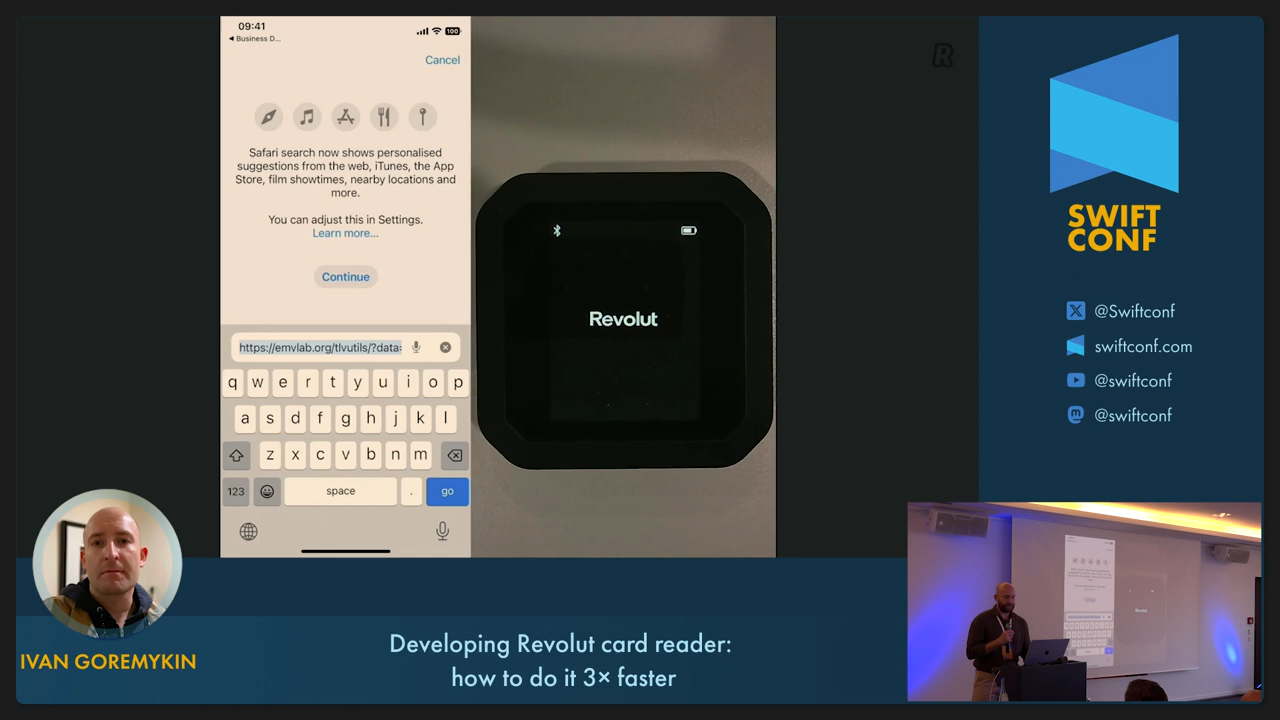 09:41
100
◀ Business D...
Cancel
Safari search now shows personalised
suggestions from the web, iTunes, the App
Store, film showtimes, nearby locations and
more.
You can adjust this in Settings.
Learn more...
Continue
https://emvlab.org/tlvutils/?data=
q w e r t y u i o p
a s d f g h j k l
z x c v b n m
123 space . go
Revolut
R
SWIFT
CONF
@Swiftconf
swiftconf.com
@swiftconf
@swiftconf
IVAN GOREMYKIN
Developing Revolut card reader:
how to do it 3× faster
Revolut